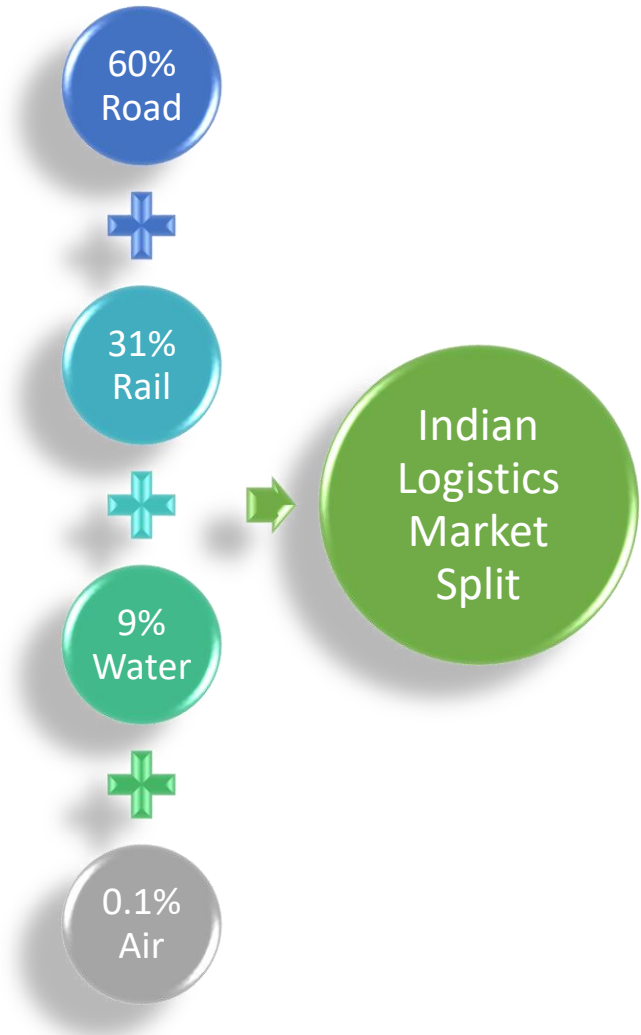 60%
Road
31%
Rail
9%
Water
0.1%
Air
Indian
Logistics
Market
Split